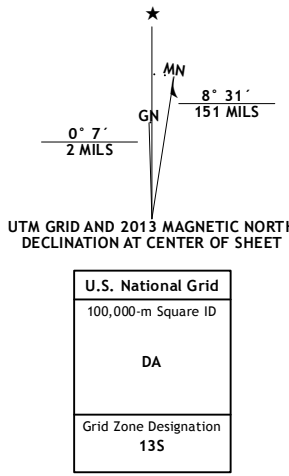 ★
MN
GN
8° 31´
151 MILS
0° 7´
2 MILS
UTM GRID AND 2013 MAGNETIC NORTH
DECLINATION AT CENTER OF SHEET
U.S. National Grid
100,000-m Square ID
DA
Grid Zone Designation
13S